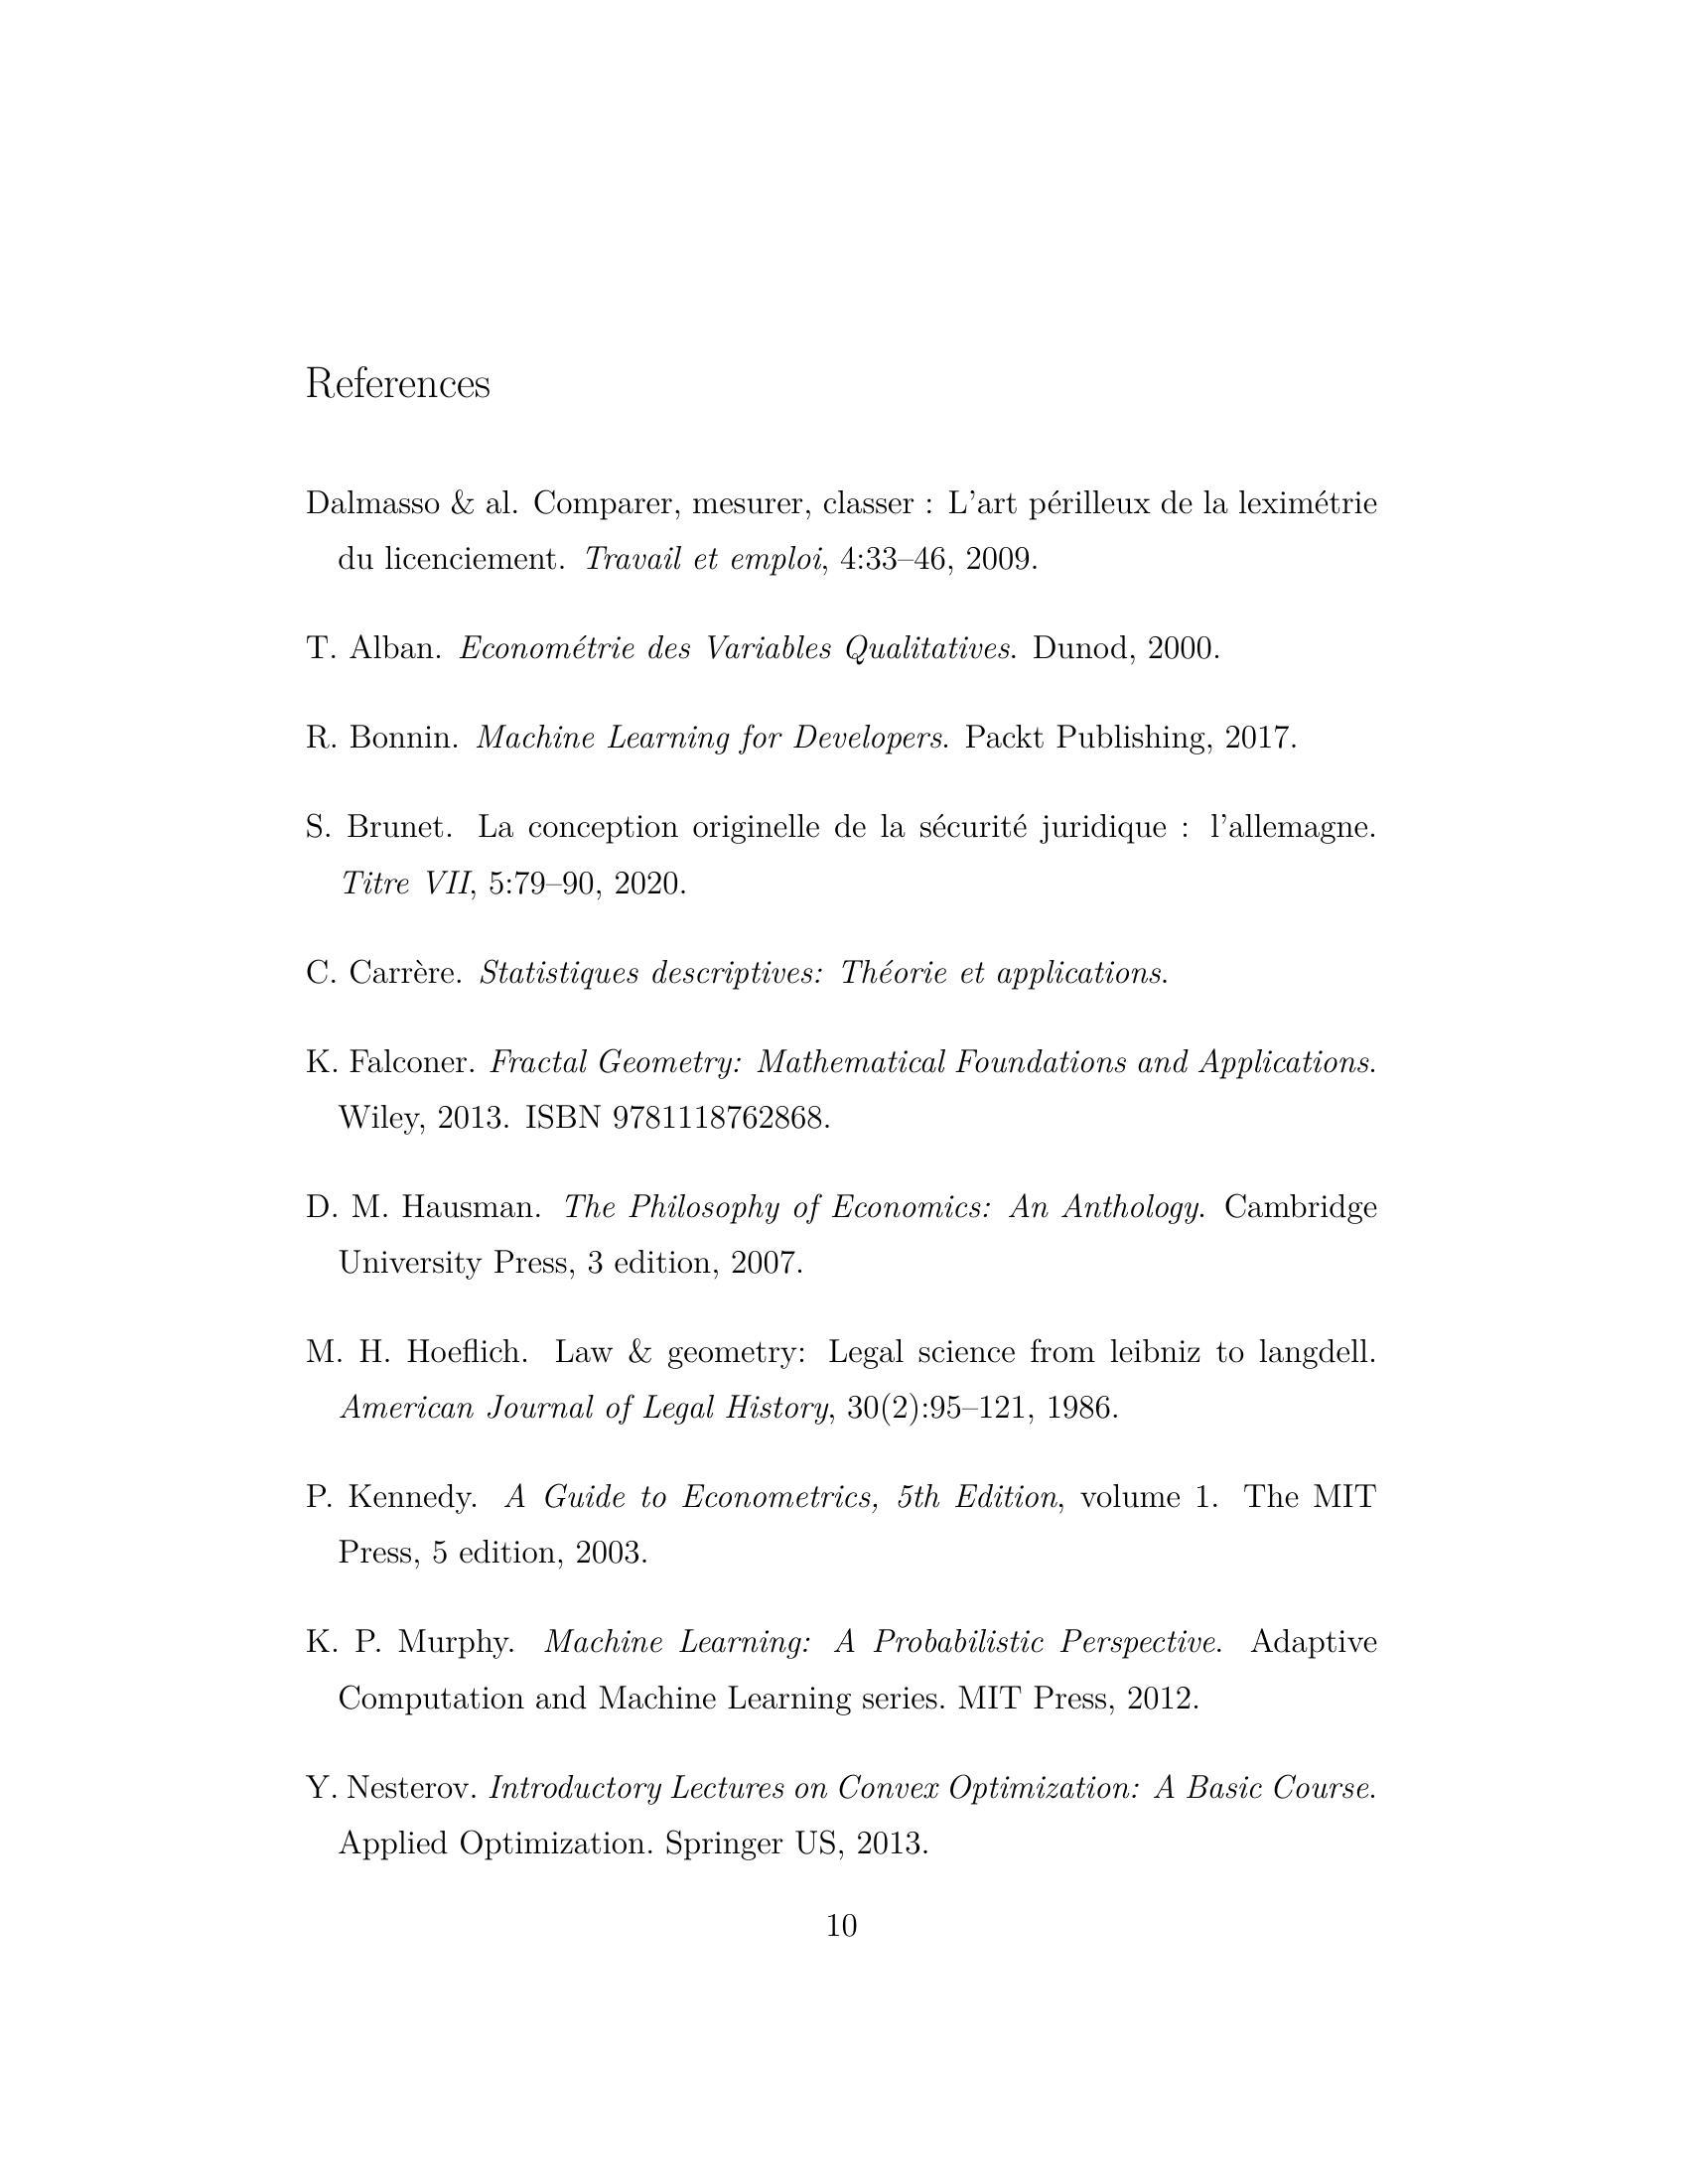 References
Dalmasso & al. Comparer, mesurer, classer : L'art périlleux de la leximétrie
du licenciement. Travail et emploi, 4:33–46, 2009.
T. Alban. Econométrie des Variables Qualitatives. Dunod, 2000.
R. Bonnin. Machine Learning for Developers. Packt Publishing, 2017.
S. Brunet. La conception originelle de la sécurité juridique : l'allemagne.
Titre VII, 5:79–90, 2020.
C. Carrère. Statistiques descriptives: Théorie et applications.
K. Falconer. Fractal Geometry: Mathematical Foundations and Applications.
Wiley, 2013. ISBN 9781118762868.
D. M. Hausman. The Philosophy of Economics: An Anthology. Cambridge
University Press, 3 edition, 2007.
M. H. Hoeflich. Law & geometry: Legal science from leibniz to langdell.
American Journal of Legal History, 30(2):95–121, 1986.
P. Kennedy. A Guide to Econometrics, 5th Edition, volume 1. The MIT
Press, 5 edition, 2003.
K. P. Murphy. Machine Learning: A Probabilistic Perspective. Adaptive
Computation and Machine Learning series. MIT Press, 2012.
Y. Nesterov. Introductory Lectures on Convex Optimization: A Basic Course.
Applied Optimization. Springer US, 2013.
10